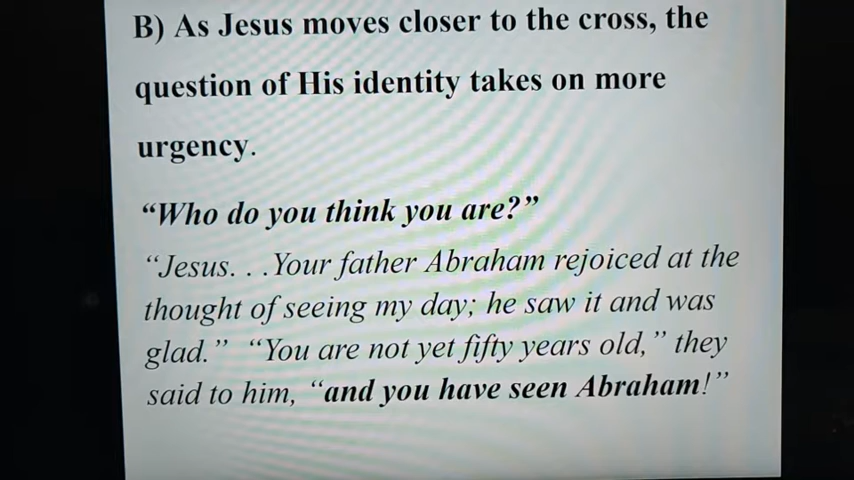 B) As Jesus moves closer to the cross, the
question of His identity takes on more
urgency.
“Who do you think you are?”
“Jesus. . .Your father Abraham rejoiced at the
thought of seeing my day; he saw it and was
glad.” “You are not yet fifty years old,” they
said to him, “and you have seen Abraham!”